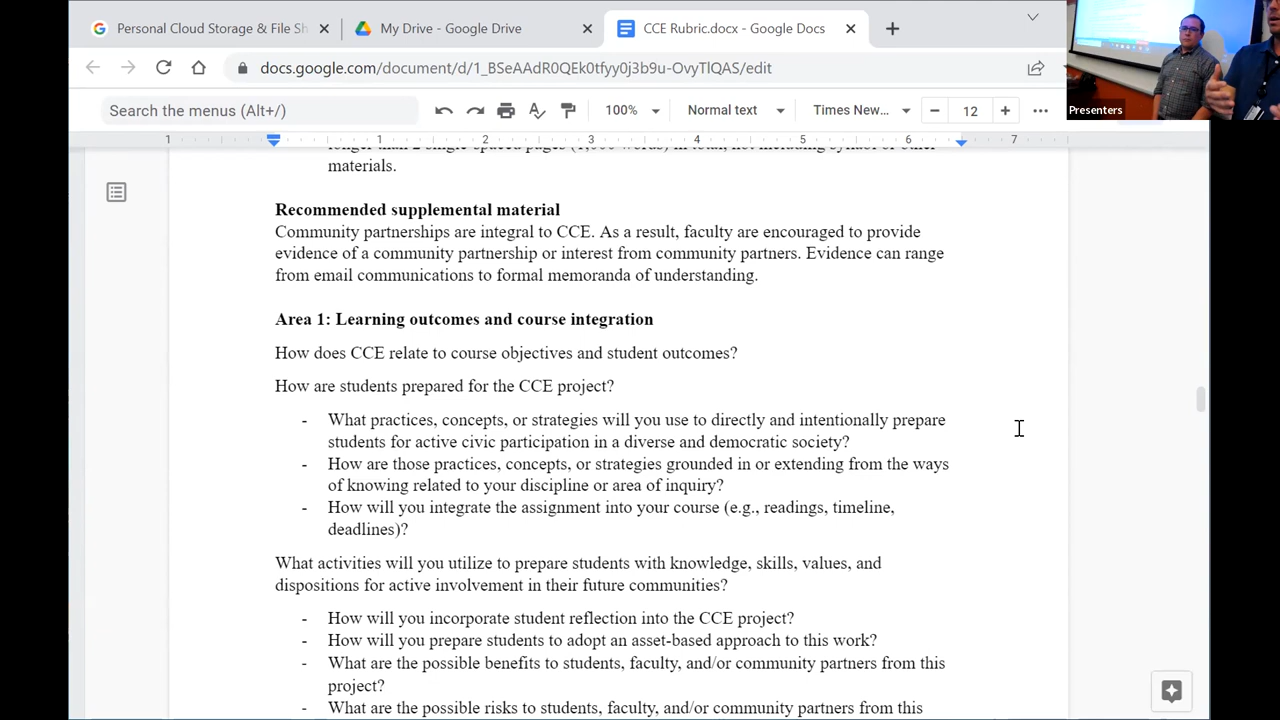 Personal Cloud Storage & File Sh
My Drive - Google Drive
CCE Rubric.docx - Google Docs
docs.google.com/document/d/1_BSeAAdR0QEk0tfyy0j3b9u-OvyTlQAS/edit
Presenters
Search the menus (Alt+/)
100%
Normal text
Times New...
12
1 1 2 3 4 5 6 7
materials.
Recommended supplemental material
Community partnerships are integral to CCE. As a result, faculty are encouraged to provide
evidence of a community partnership or interest from community partners. Evidence can range
from email communications to formal memoranda of understanding.
Area 1: Learning outcomes and course integration
How does CCE relate to course objectives and student outcomes?
How are students prepared for the CCE project?
- What practices, concepts, or strategies will you use to directly and intentionally prepare
students for active civic participation in a diverse and democratic society?
- How are those practices, concepts, or strategies grounded in or extending from the ways
of knowing related to your discipline or area of inquiry?
- How will you integrate the assignment into your course (e.g., readings, timeline,
deadlines)?
What activities will you utilize to prepare students with knowledge, skills, values, and
dispositions for active involvement in their future communities?
- How will you incorporate student reflection into the CCE project?
- How will you prepare students to adopt an asset-based approach to this work?
- What are the possible benefits to students, faculty, and/or community partners from this
project?
- What are the possible risks to students, faculty, and/or community partners from this